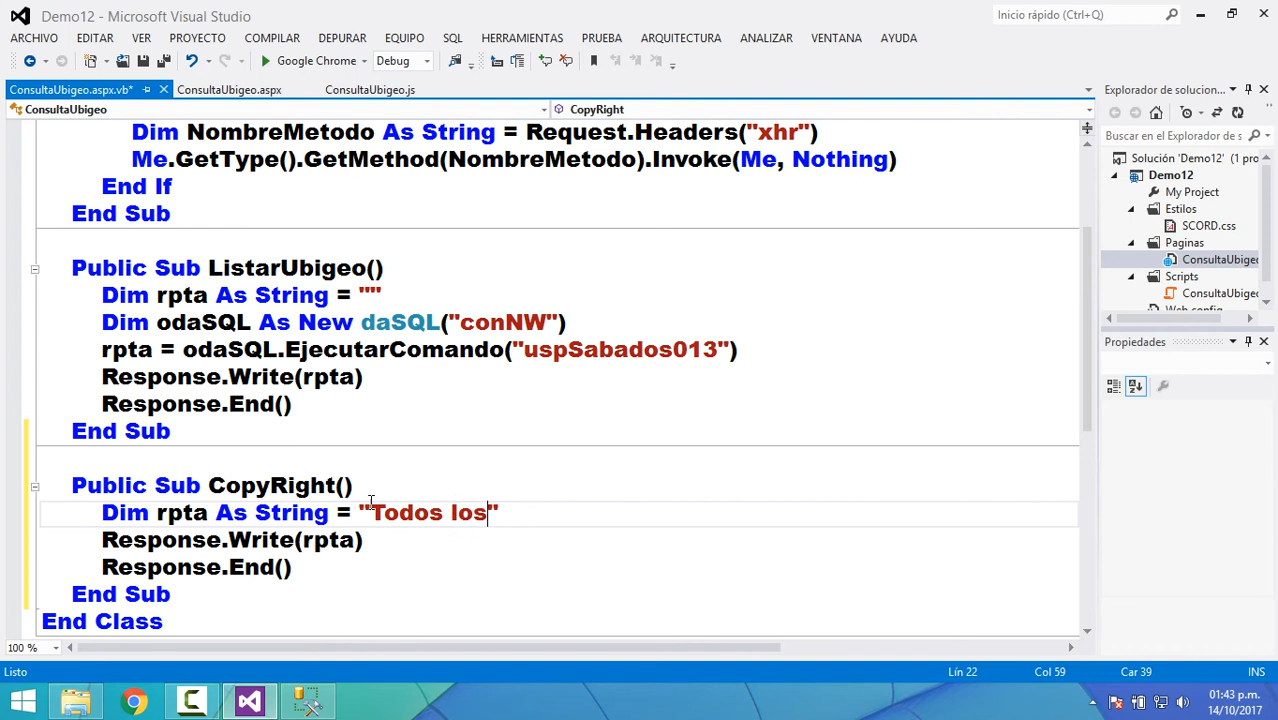 Demo12 - Microsoft Visual Studio
Inicio rápido (Ctrl+Q)
ARCHIVO EDITAR VER PROYECTO COMPILAR DEPURAR EQUIPO SQL HERRAMIENTAS PRUEBA ARQUITECTURA ANALIZAR VENTANA AYUDA
Google Chrome Debug
ConsultaUbigeo.aspx.vb* ConsultaUbigeo.aspx ConsultaUbigeo.js
Explorador de solucion...
ConsultaUbigeo CopyRight
Buscar en el Explorador de s
Dim NombreMetodo As String = Request.Headers("xhr")
Me.GetType().GetMethod(NombreMetodo).Invoke(Me, Nothing)
End If
End Sub
Public Sub ListarUbigeo()
Dim rpta As String = ""
Dim odaSQL As New daSQL("conNW")
rpta = odaSQL.EjecutarComando("uspSabados013")
Response.Write(rpta)
Response.End()
End Sub
Public Sub CopyRight()
Dim rpta As String = "Todos los"
Response.Write(rpta)
Response.End()
End Sub
End Class
Solución 'Demo12' (1 pro
Demo12
My Project
Estilos
SCORD.css
Paginas
ConsultaUbigeo
Scripts
ConsultaUbigeo
Web.config
Propiedades
100 %
Listo Lín 22 Col 59 Car 39 INS
01:43 p.m.
14/10/2017